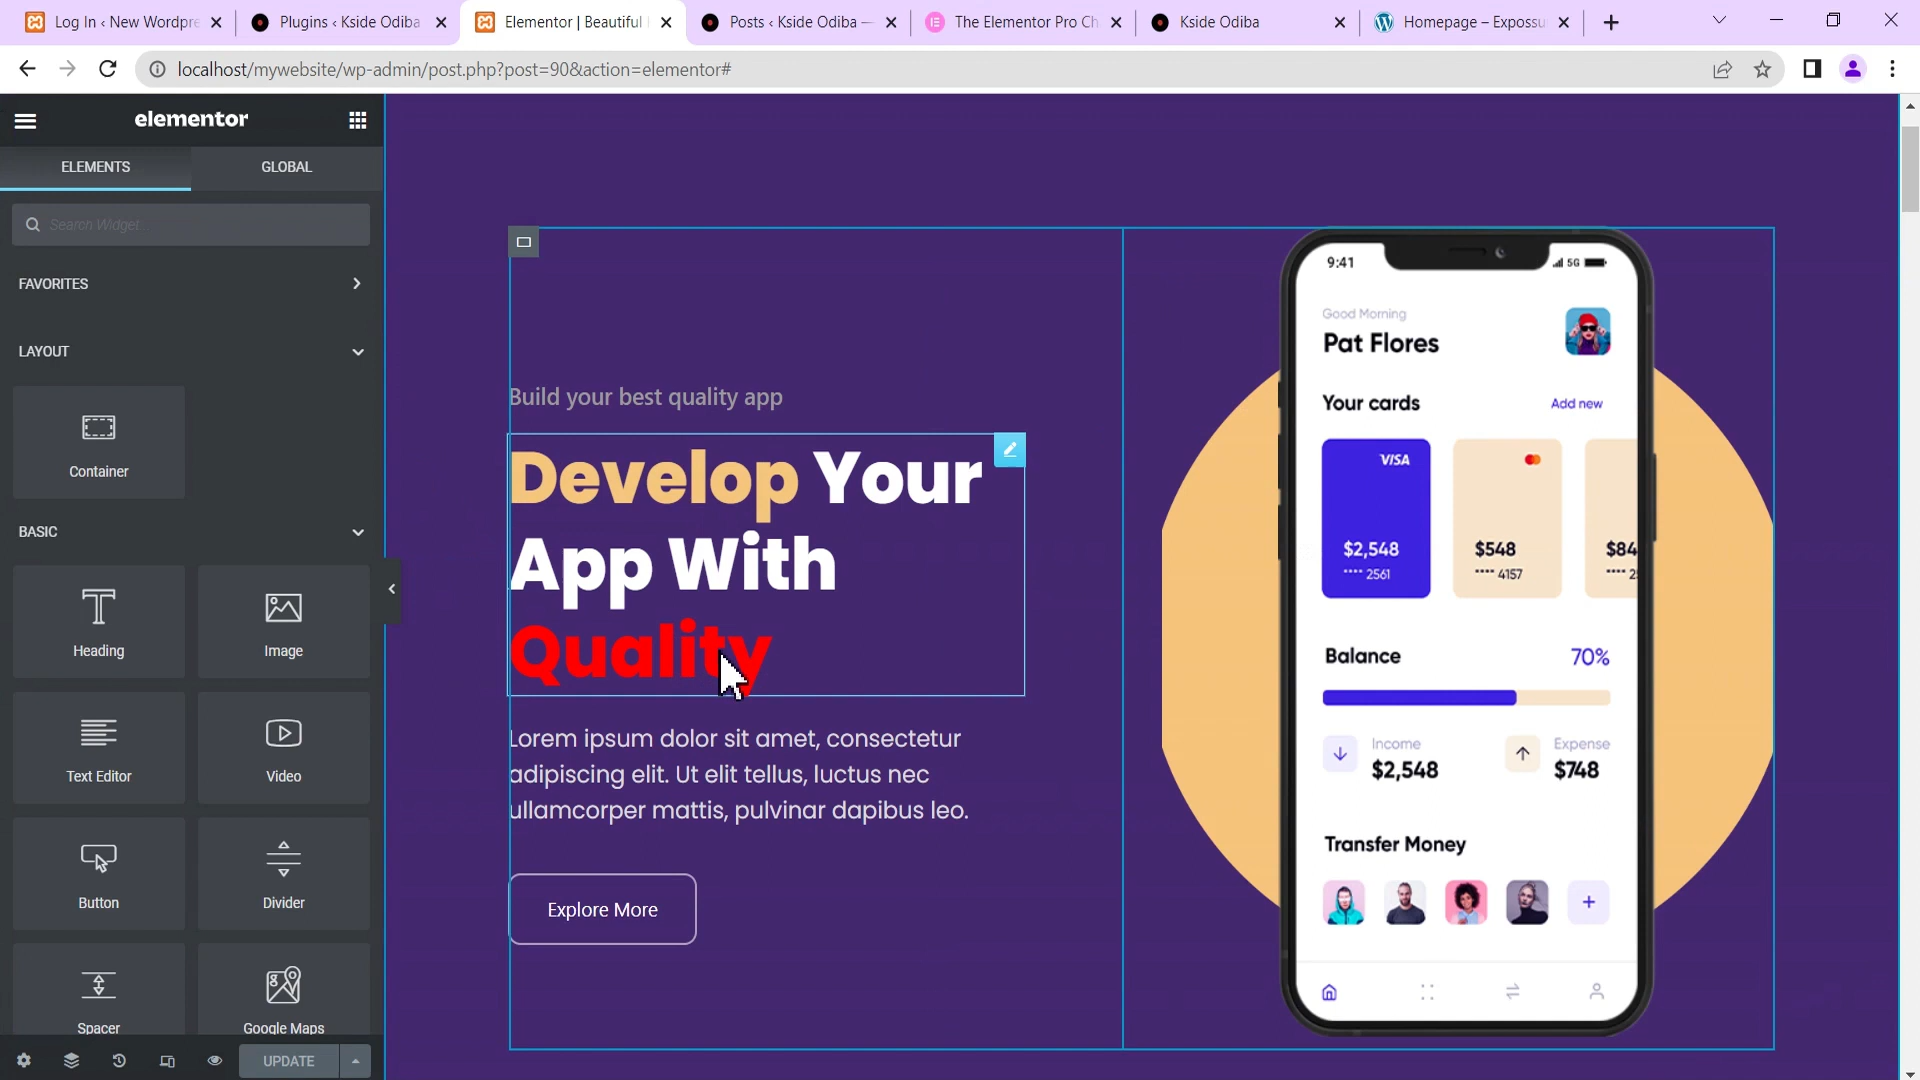 Log In ‹ New Wordpre
Plugins ‹ Kside Odiba
Elementor | Beautiful
Posts ‹ Kside Odiba —
The Elementor Pro Ch
Kside Odiba
Homepage – Expossu
localhost/mywebsite/wp-admin/post.php?post=90&action=elementor#
elementor
ELEMENTS
GLOBAL
Search Widget...
FAVORITES
LAYOUT
Container
BASIC
Heading
Image
Text Editor
Video
Button
Divider
Spacer
Google Maps
UPDATE
Build your best quality app
Develop Your
App With
Quality
Lorem ipsum dolor sit amet, consectetur
adipiscing elit. Ut elit tellus, luctus nec
ullamcorper mattis, pulvinar dapibus leo.
Explore More
9:41
5G
Good Morning
Pat Flores
Your cards
Add new
VISA
$2,548
**** 2561
$548
**** 4157
$84
**** 2
Balance
70%
Income
$2,548
Expense
$748
Transfer Money